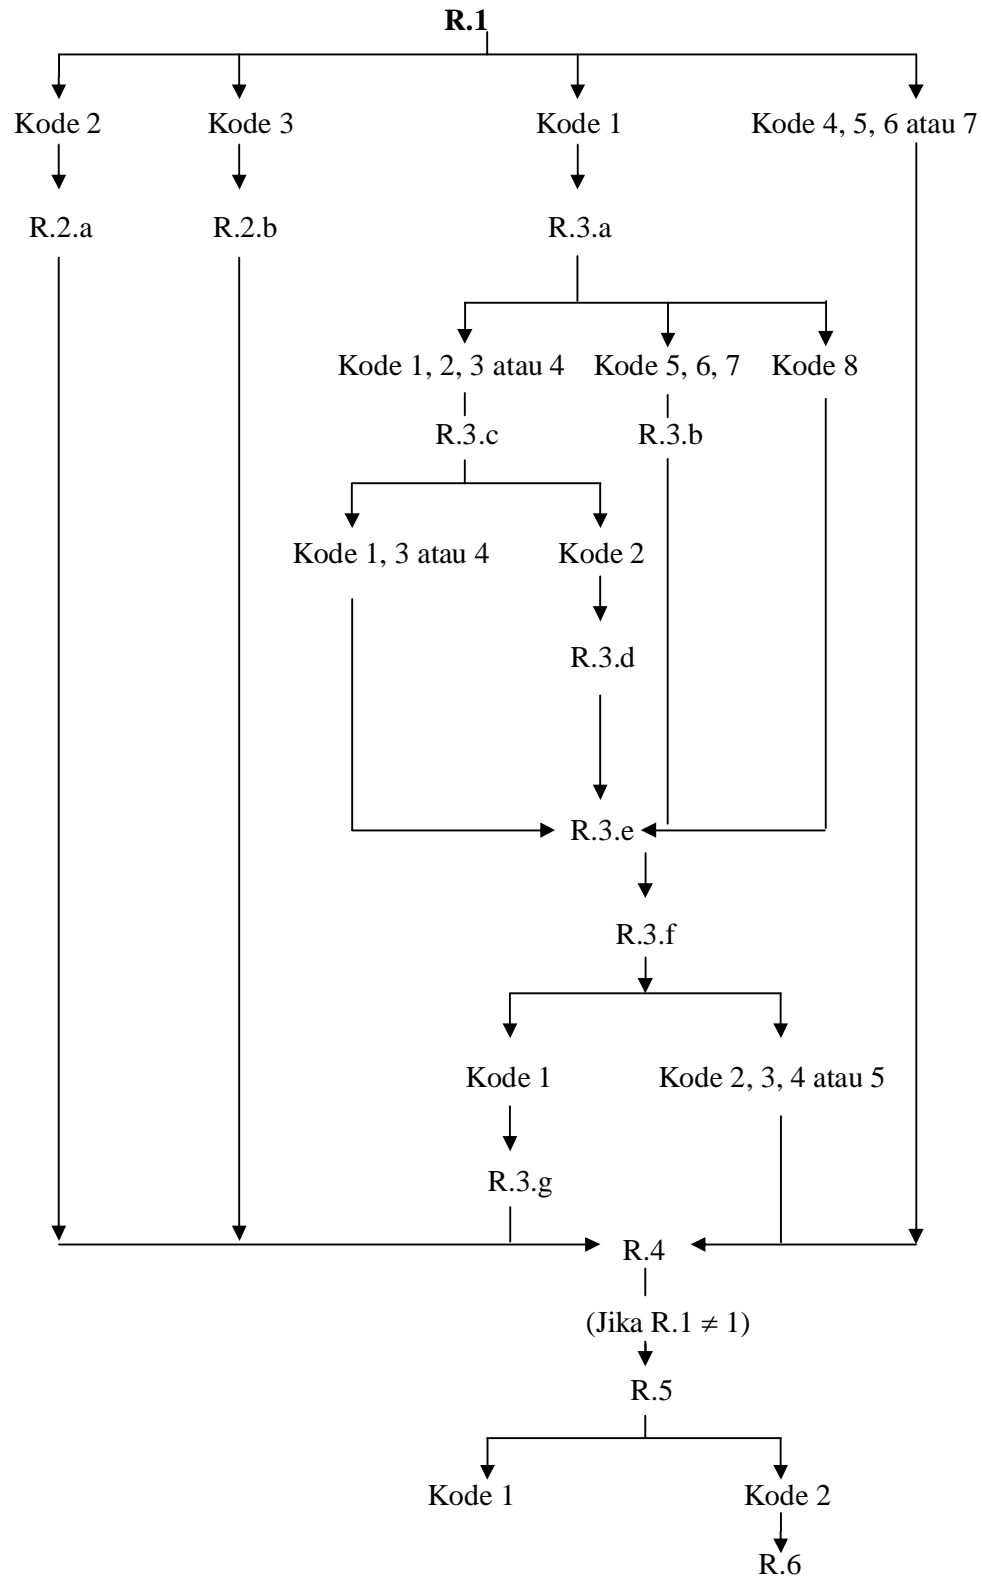 R.1
Kode 2 Kode 3 Kode 1 Kode 4, 5, 6 atau 7
R.2.a R.2.b R.3.a
Kode 1, 2, 3 atau 4 Kode 5, 6, 7 Kode 8
R.3.c R.3.b
Kode 1, 3 atau 4 Kode 2
R.3.d
R.3.e
R.3.f
Kode 1 Kode 2, 3, 4 atau 5
R.3.g
R.4
(Jika R.1 ≠ 1)
R.5
Kode 1 Kode 2
R.6